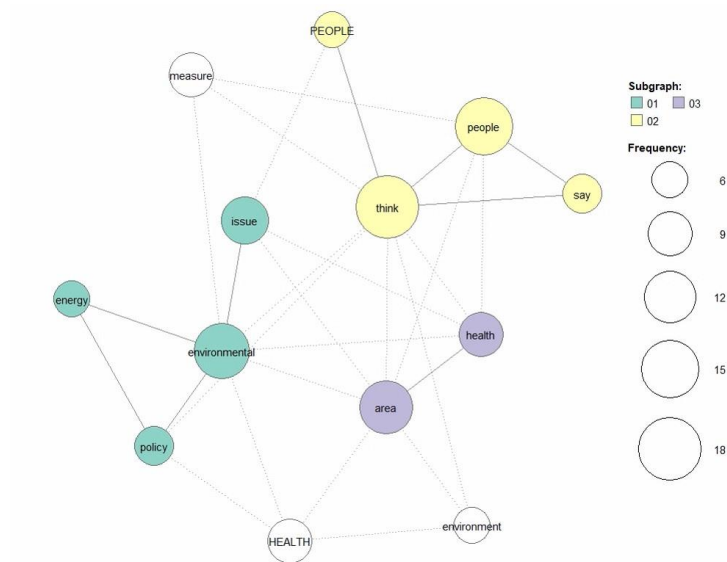 PEOPLE
measure
people
Subgraph:
01 03
02
Frequency:
6
say
think
issue
9
energy
12
health
environmental
15
area
policy
18
environment
HEALTH